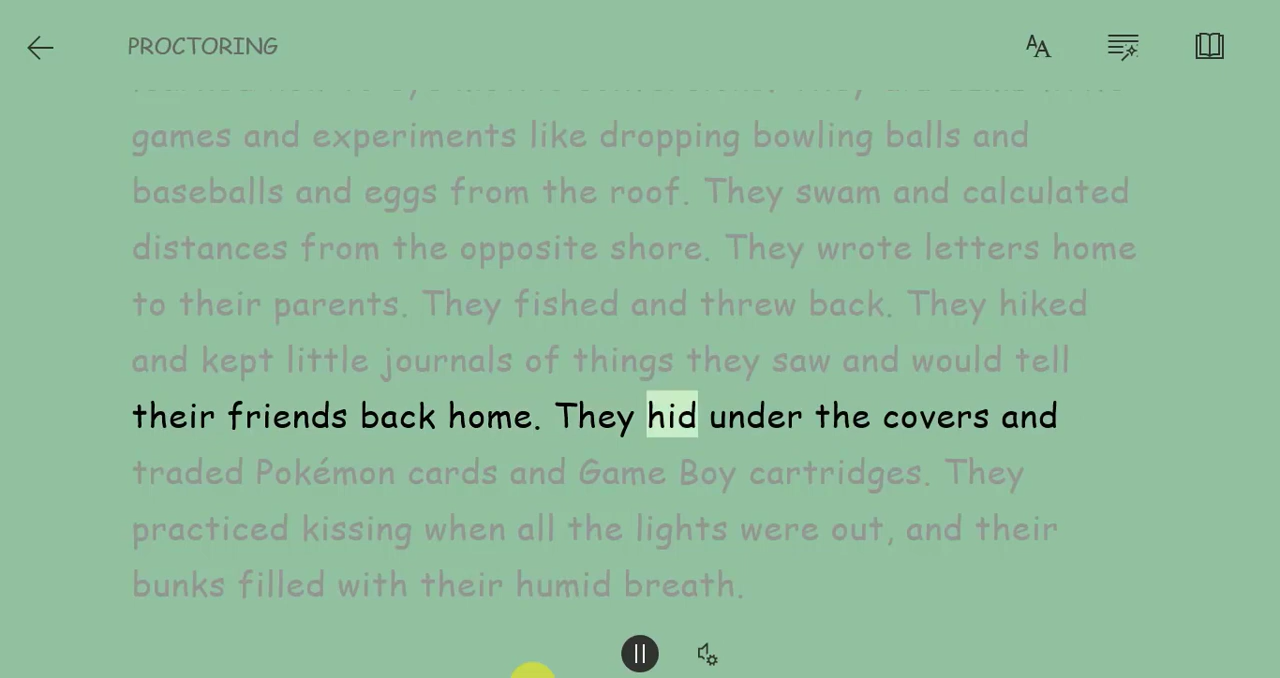 PROCTORING
games and experiments like dropping bowling balls and
baseballs and eggs from the roof. They swam and calculated
distances from the opposite shore. They wrote letters home
to their parents. They fished and threw back. They hiked
and kept little journals of things they saw and would tell
their friends back home. They hid under the covers and
traded Pokémon cards and Game Boy cartridges. They
practiced kissing when all the lights were out, and their
bunks filled with their humid breath.